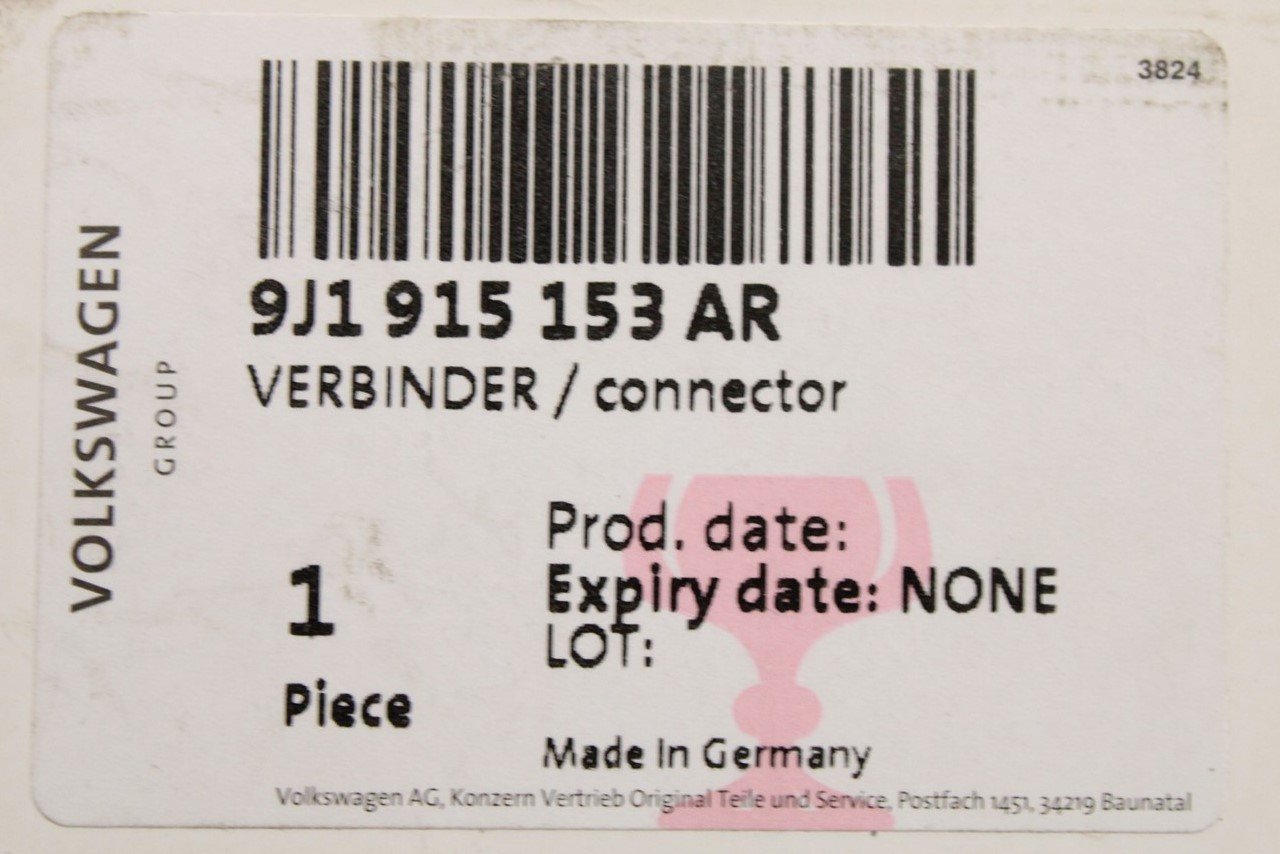 3824
9J1 915 153 AR
VERBINDER / connector
VOLKSWAGEN
GROUP
Prod. date:
Expiry date: NONE
LOT:
1
Piece
Made In Germany
Volkswagen AG, Konzern Vertrieb Original Teile und Service, Postfach 1451, 34219 Baunatal